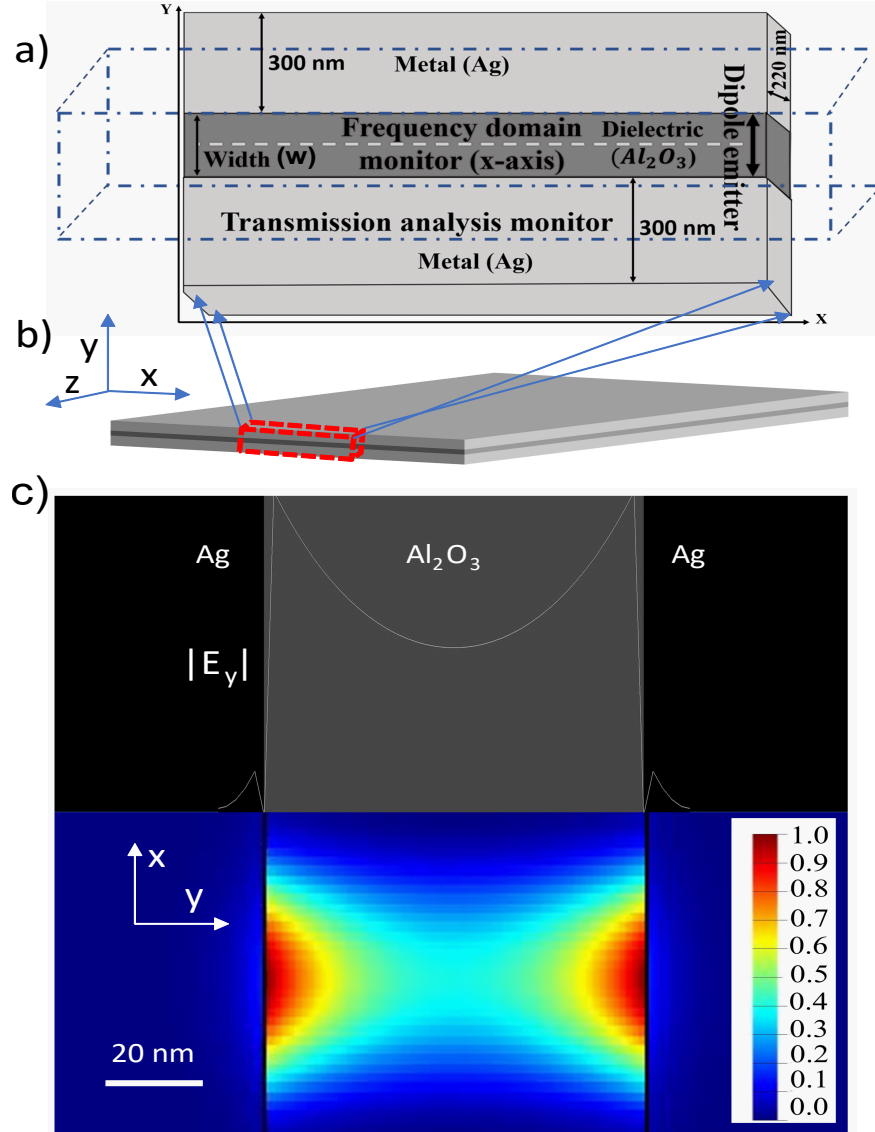 a)
Y
300 nm
Metal (Ag)
220 nm
Frequency domain
monitor (x-axis)
Width (w)
Dielectric
(Al₂O₃)
Dipole emitter
Transmission analysis monitor
300 nm
Metal (Ag)
X
b)
y
z
x
c)
Ag
Al₂O₃
Ag
|E_y|
x
y
20 nm
1.0
0.9
0.8
0.7
0.6
0.5
0.4
0.3
0.2
0.1
0.0